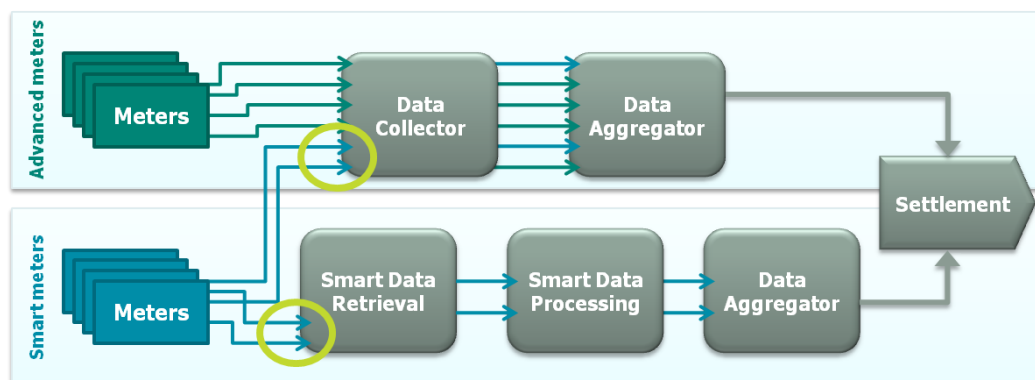 Advanced meters
Meters
Data
Collector
Data
Aggregator
Settlement
Smart meters
Meters
Smart Data
Retrieval
Smart Data
Processing
Data
Aggregator